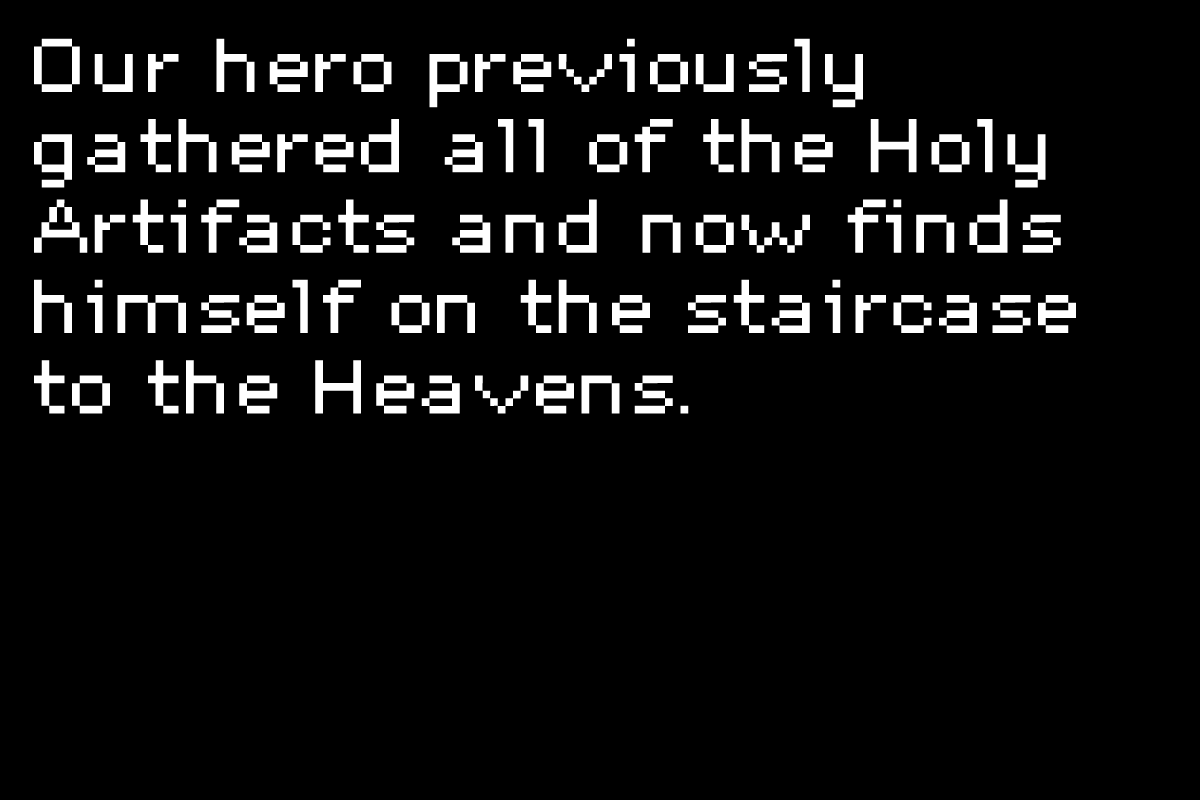 Our hero previously
gathered all of the Holy
Artifacts and now finds
himself on the staircase
to the Heavens.